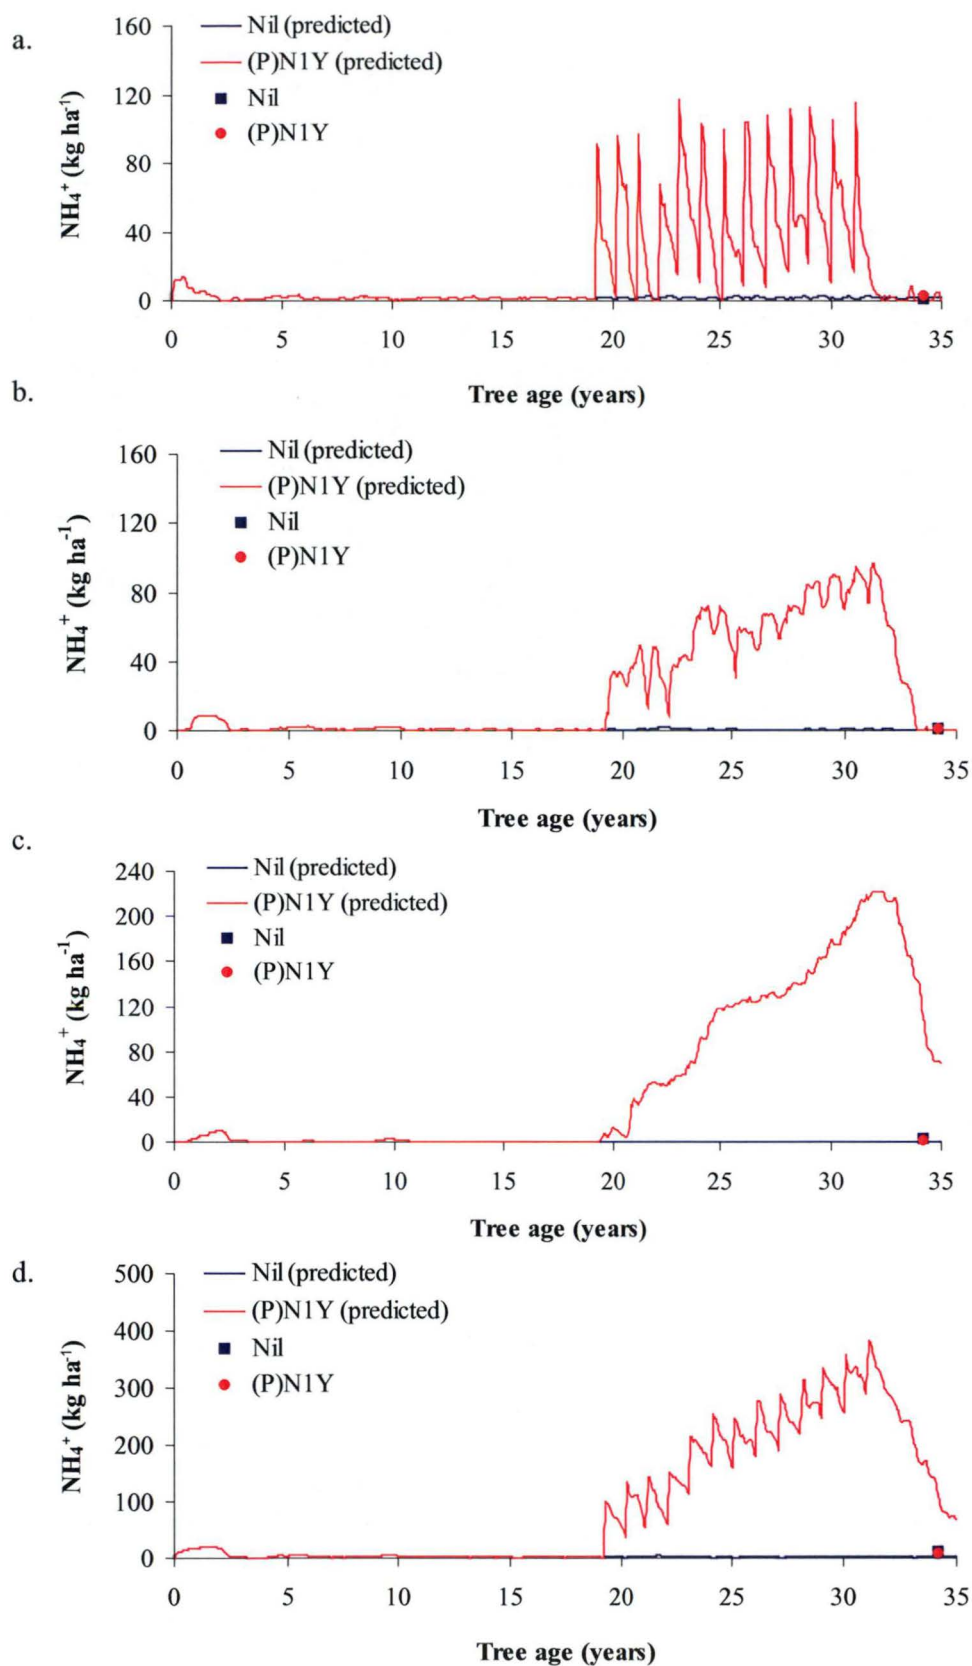 a.
160
120
80
40
0
NH₄⁺ (kg ha⁻¹)
Nil (predicted)
(P)N1Y (predicted)
Nil
(P)N1Y
0 5 10 15 20 25 30 35
Tree age (years)
b.
160
120
80
40
0
NH₄⁺ (kg ha⁻¹)
Nil (predicted)
(P)N1Y (predicted)
Nil
(P)N1Y
0 5 10 15 20 25 30 35
Tree age (years)
c.
240
200
160
120
80
40
0
NH₄⁺ (kg ha⁻¹)
Nil (predicted)
(P)N1Y (predicted)
Nil
(P)N1Y
0 5 10 15 20 25 30 35
Tree age (years)
d.
500
400
300
200
100
0
NH₄⁺ (kg ha⁻¹)
Nil (predicted)
(P)N1Y (predicted)
Nil
(P)N1Y
0 5 10 15 20 25 30 35
Tree age (years)